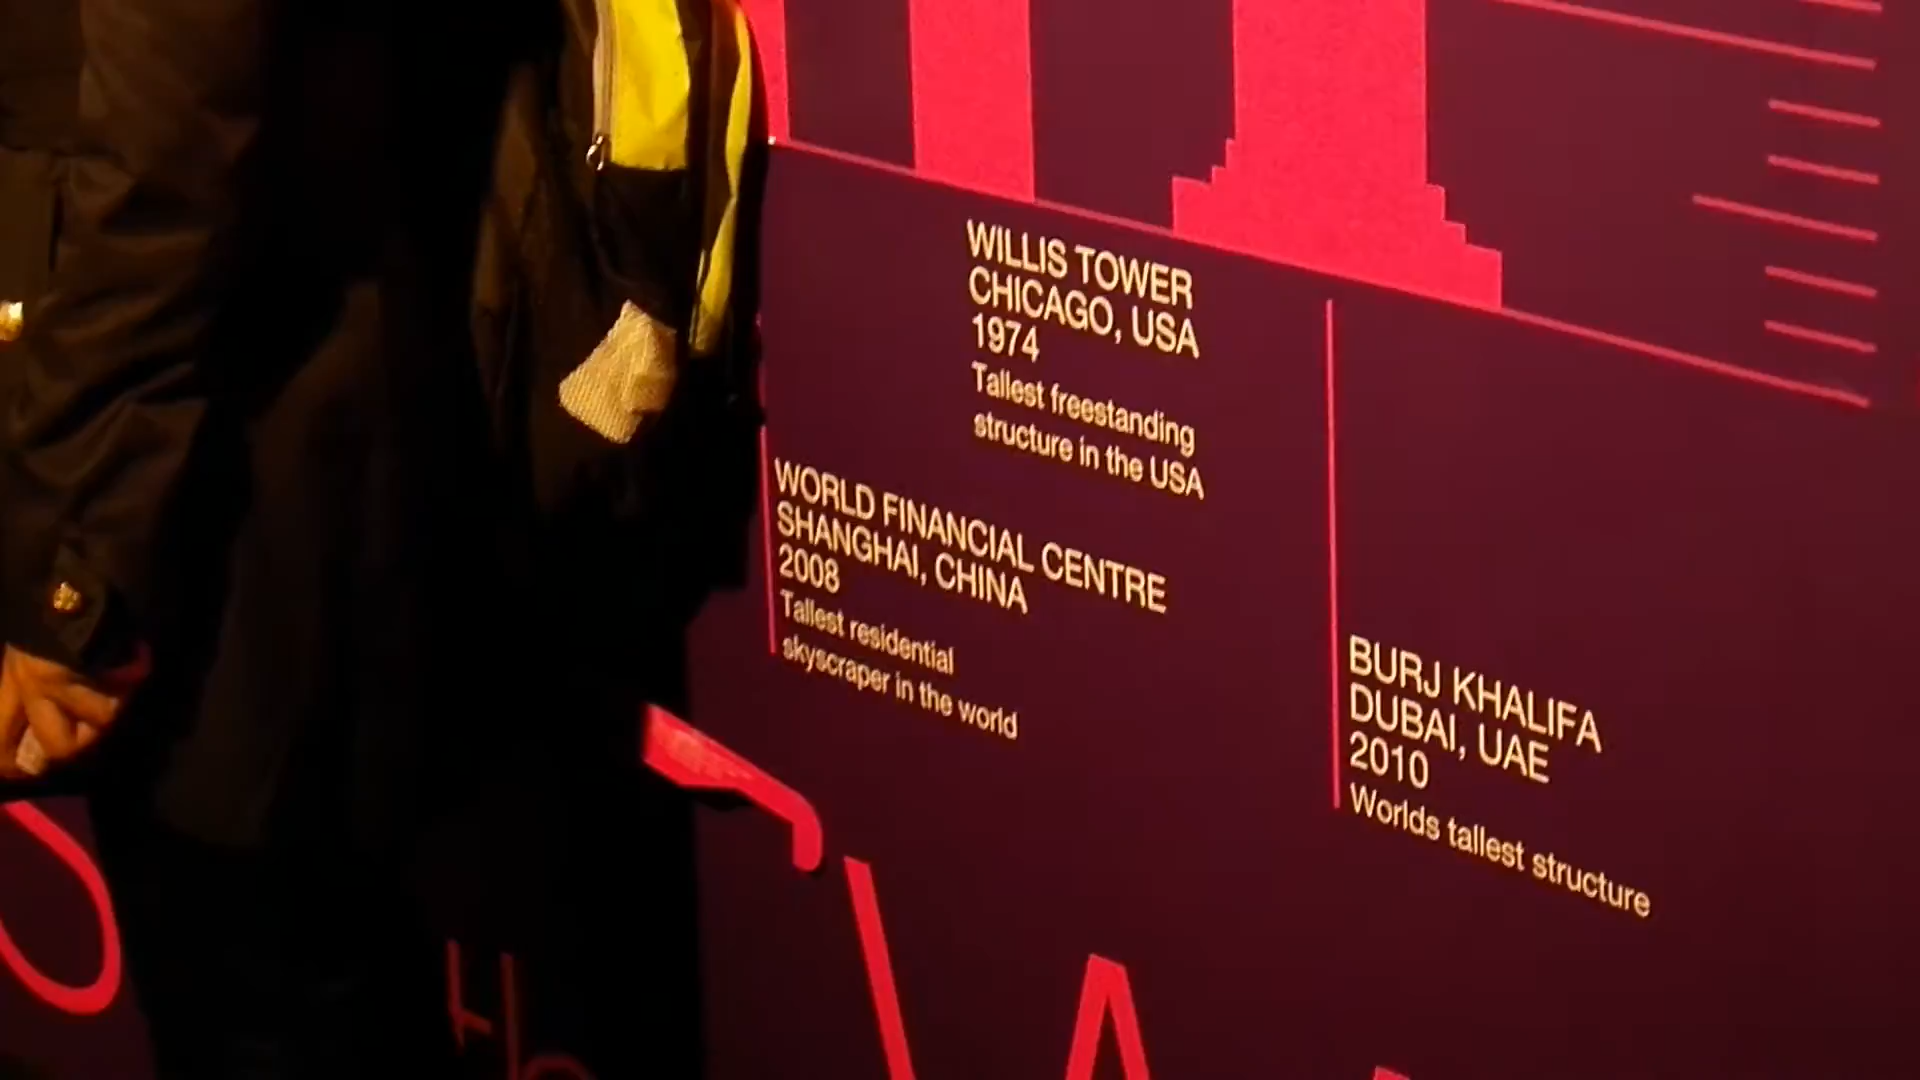 WILLIS TOWER
CHICAGO, USA
1974
Tallest freestanding
structure in the USA
WORLD FINANCIAL CENTRE
SHANGHAI, CHINA
2008
Tallest residential
skyscraper in the world
BURJ KHALIFA
DUBAI, UAE
2010
Worlds tallest structure